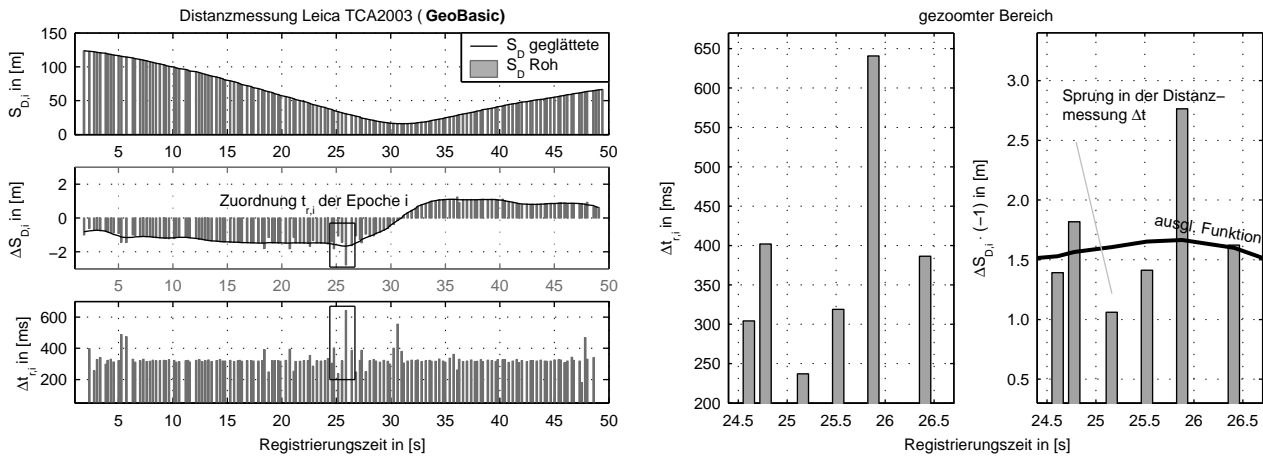 Distanzmessung Leica TCA2003 ( GeoBasic)
S_D,i in [m]
150
100
50
0
S_D geglättete
S_D Roh
5 10 15 20 25 30 35 40 45 50
ΔS_D,i in [m]
2
0
−2
Zuordnung t_r,i der Epoche i
5 10 15 20 25 30 35 40 45 50
Δt_r,i in [ms]
600
400
200
5 10 15 20 25 30 35 40 45 50
Registrierungszeit in [s]
gezoomter Bereich
Δt_r,i in [ms]
650
600
550
500
450
400
350
300
250
200
24.5 25 25.5 26 26.5
Registrierungszeit in [s]
ΔS_D,i · (−1) in [m]
3.0
2.5
2.0
1.5
1.0
0.5
Sprung in der Distanz−
messung Δt
ausgl. Funktion
24.5 25 25.5 26 26.5
Registrierungszeit in [s]